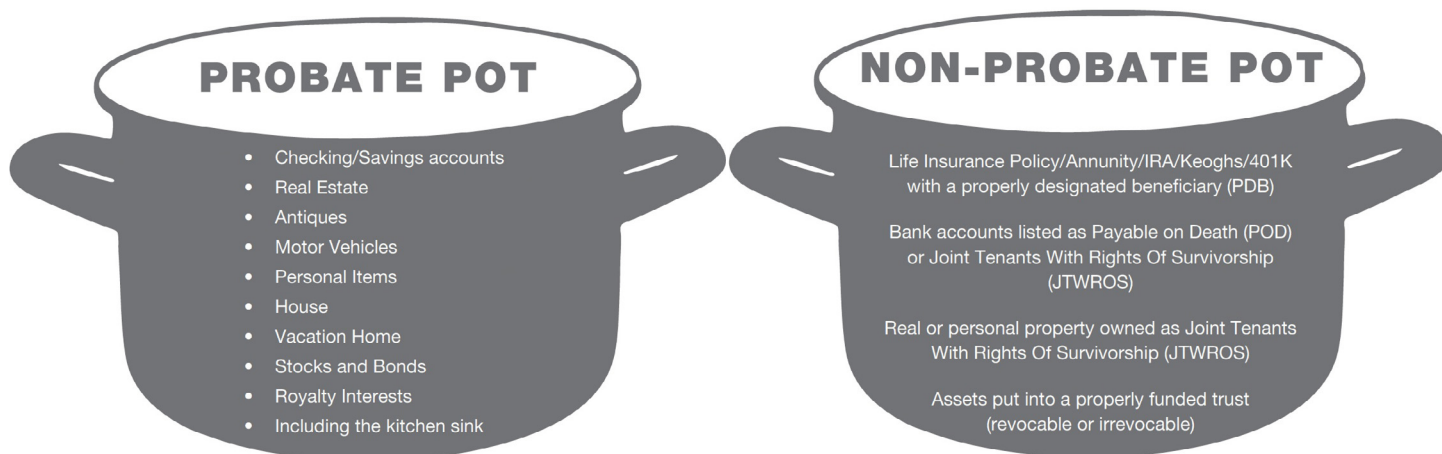 PROBATE POT
• Checking/Savings accounts
• Real Estate
• Antiques
• Motor Vehicles
• Personal Items
• House
• Vacation Home
• Stocks and Bonds
• Royalty Interests
• Including the kitchen sink
NON-PROBATE POT
Life Insurance Policy/Annunity/IRA/Keoghs/401K
with a properly designated beneficiary (PDB)
Bank accounts listed as Payable on Death (POD)
or Joint Tenants With Rights Of Survivorship
(JTWROS)
Real or personal property owned as Joint Tenants
With Rights Of Survivorship (JTWROS)
Assets put into a properly funded trust
(revocable or irrevocable)